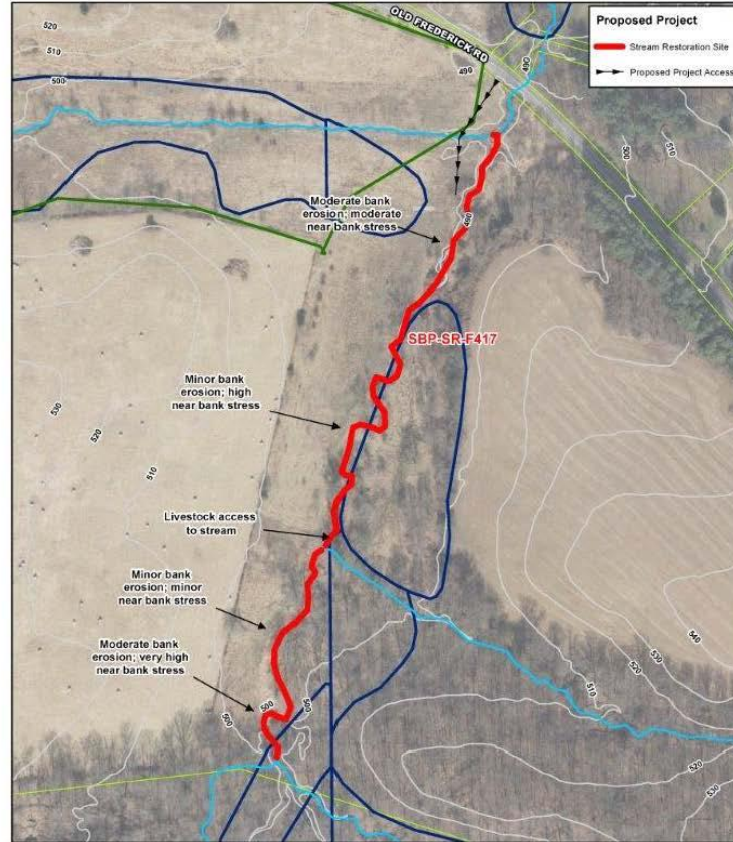 Proposed Project
Stream Restoration Site
Proposed Project Access
OLD FREDERICK RD
520
510
500
490
490
500
510
Moderate bank
erosion; moderate
near bank stress
490
SBP-SR-F417
Minor bank
erosion; high
near bank stress
530
520
510
Livestock access
to stream
Minor bank
erosion; minor
near bank stress
540
530
520
510
Moderate bank
erosion; very high
near bank stress
500
500
500
520
530